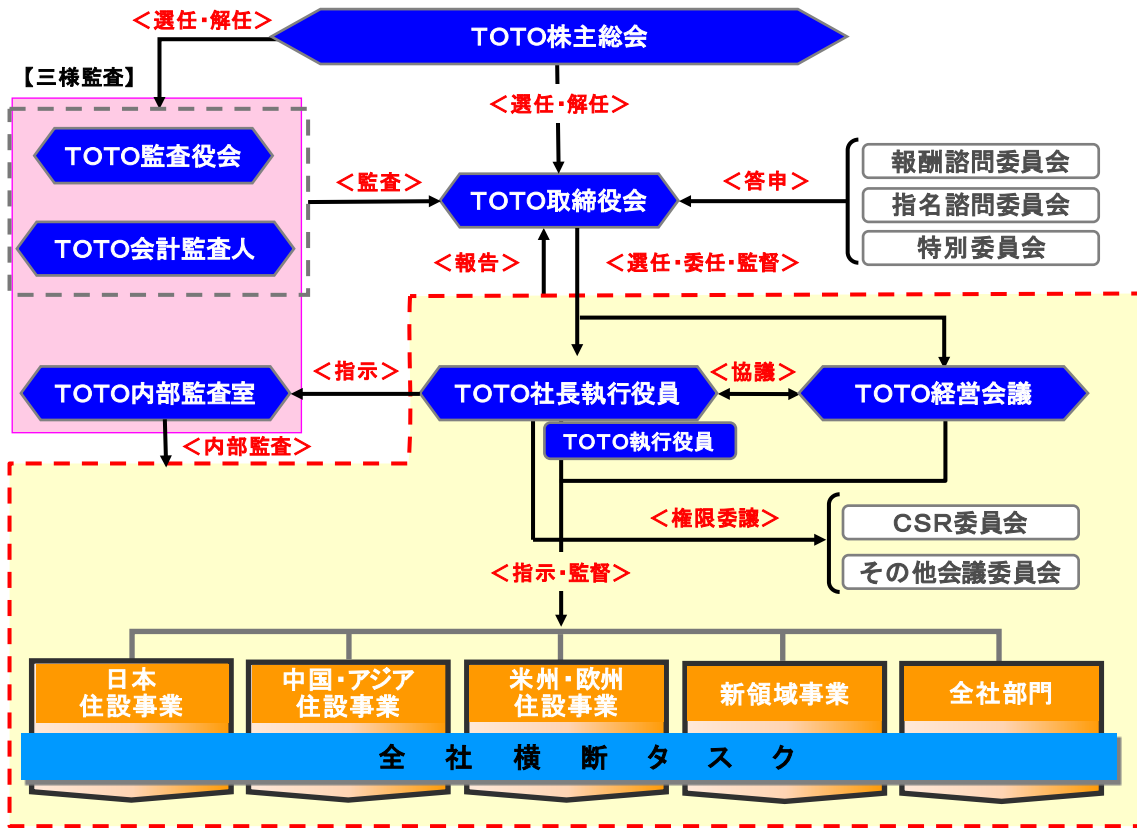 ＜選任・解任＞
TOTO株主総会
【三様監査】
＜選任・解任＞
TOTO監査役会
＜監査＞
TOTO取締役会
＜答申＞
報酬諮問委員会
指名諮問委員会
特別委員会
TOTO会計監査人
＜報告＞
＜選任・委任・監督＞
TOTO内部監査室
＜指示＞
TOTO社長執行役員
＜協議＞
TOTO経営会議
TOTO執行役員
＜内部監査＞
＜権限委譲＞
CSR委員会
その他会議委員会
＜指示・監督＞
日本
住設事業
中国・アジア
住設事業
米州・欧州
住設事業
新領域事業
全社部門
全社横断タスク